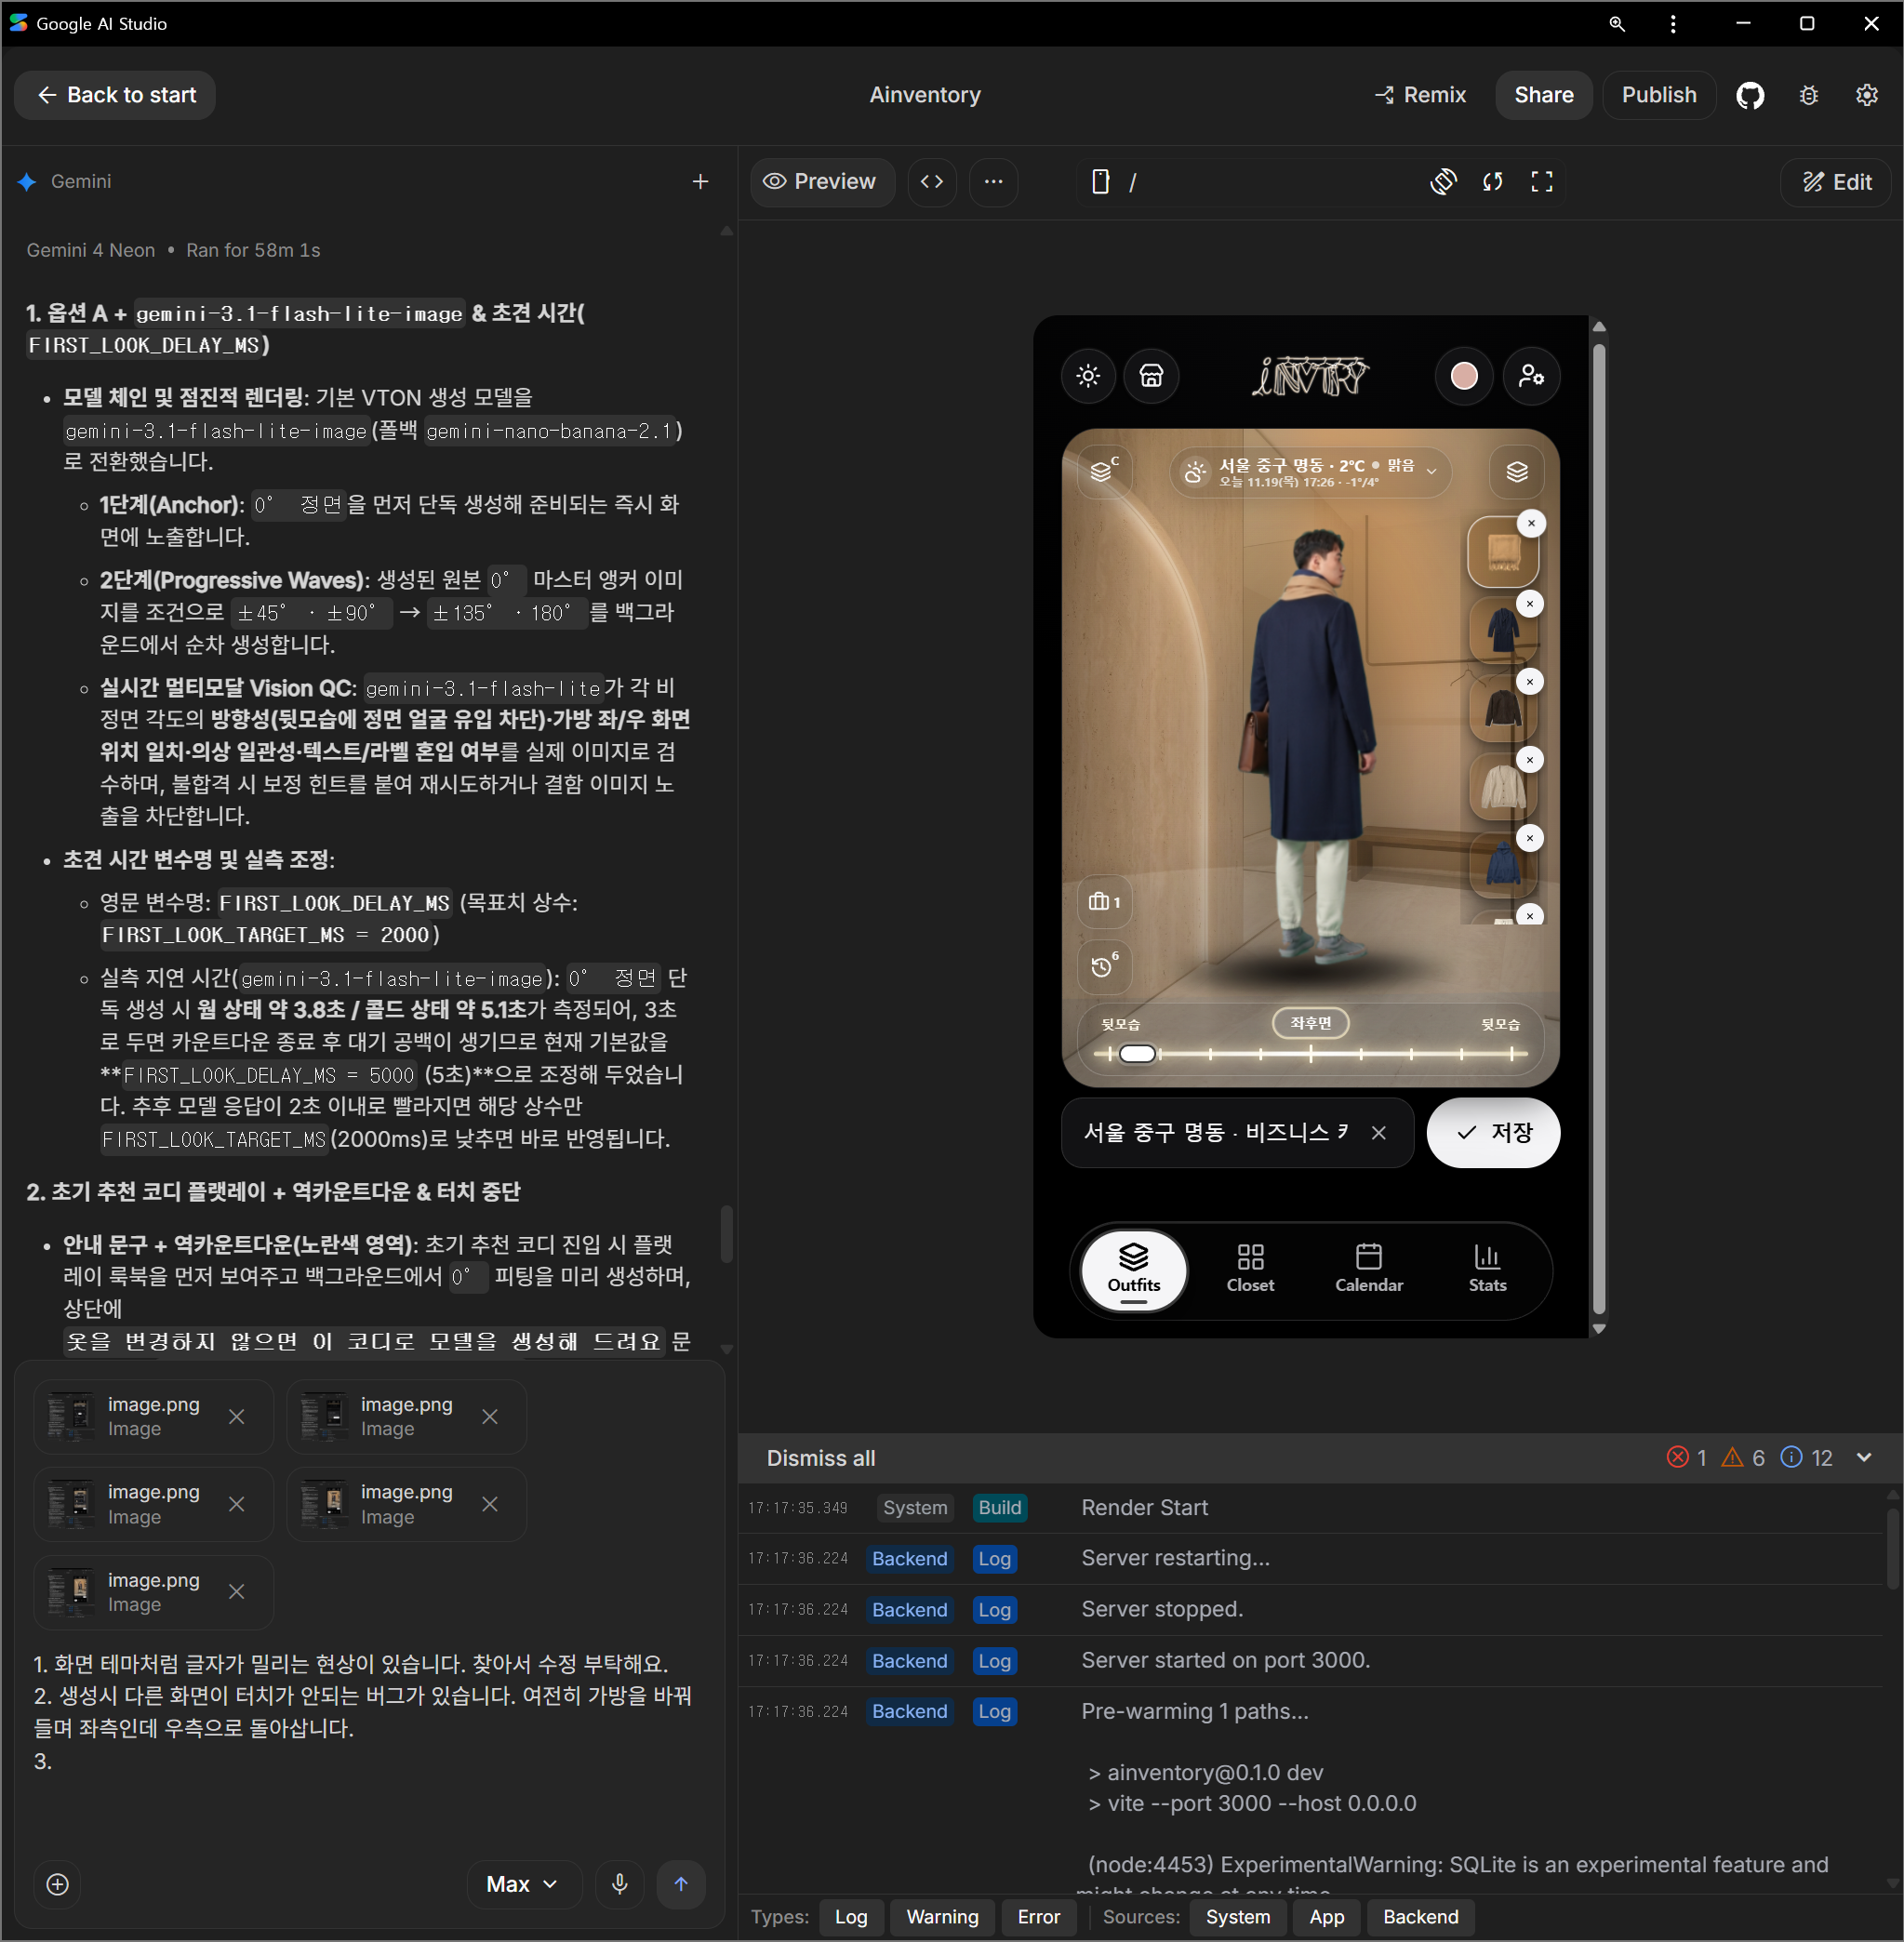 Google AI Studio
Back to start
Ainventory
Remix
Share
Publish
Gemini
Preview
/
Edit
Gemini 4 Neon • Ran for 58m 1s
1. 옵션 A + gemini-3.1-flash-lite-image & 초견 시간(
FIRST_LOOK_DELAY_MS)
모델 체인 및 점진적 렌더링: 기본 VTON 생성 모델을
gemini-3.1-flash-lite-image(폴백 gemini-nano-banana-2.1)
로 전환했습니다.
1단계(Anchor): 0° 정면을 먼저 단독 생성해 준비되는 즉시 화
면에 노출합니다.
2단계(Progressive Waves): 생성된 원본 0° 마스터 앵커 이미
지를 조건으로 ±45° · ±90° → ±135° · 180° 를 백그라
운드에서 순차 생성합니다.
실시간 멀티모달 Vision QC: gemini-3.1-flash-lite가 각 비
정면 각도의 방향성(뒷모습에 정면 얼굴 유입 차단)·가방 좌/우 화면
위치 일치·의상 일관성·텍스트/라벨 혼입 여부를 실제 이미지로 검
수하며, 불합격 시 보정 힌트를 붙여 재시도하거나 결함 이미지 노
출을 차단합니다.
초견 시간 변수명 및 실측 조정:
영문 변수명: FIRST_LOOK_DELAY_MS (목표치 상수:
FIRST_LOOK_TARGET_MS = 2000)
실측 지연 시간(gemini-3.1-flash-lite-image): 0° 정면 단
독 생성 시 웜 상태 약 3.8초 / 콜드 상태 약 5.1초가 측정되어, 3초
로 두면 카운트다운 종료 후 대기 공백이 생기므로 현재 기본값을
**FIRST_LOOK_DELAY_MS = 5000 (5초)**으로 조정해 두었습니
다. 추후 모델 응답이 2초 이내로 빨라지면 해당 상수만
FIRST_LOOK_TARGET_MS(2000ms)로 낮추면 바로 반영됩니다.
2. 초기 추천 코디 플랫레이 + 역카운트다운 & 터치 중단
안내 문구 + 역카운트다운(노란색 영역): 초기 추천 코디 진입 시 플랫
레이 룩북을 먼저 보여주고 백그라운드에서 0° 피팅을 미리 생성하며,
상단에
옷을 변경하지 않으면 이 코디로 모델을 생성해 드려요 문
image.png
Image
image.png
Image
image.png
Image
image.png
Image
image.png
Image
1. 화면 테마처럼 글자가 밀리는 현상이 있습니다. 찾아서 수정 부탁해요.
2. 생성시 다른 화면이 터치가 안되는 버그가 있습니다. 여전히 가방을 바꿔
들며 좌측인데 우측으로 돌아삽니다.
3.
Max
iNVTRY
C
서울 중구 명동 · 2°C ● 맑음
오늘 11.19(목) 17:26 · -1°/4°
1
6
뒷모습
좌후면
뒷모습
서울 중구 명동 · 비즈니스 
저장
Outfits
Closet
Calendar
Stats
Dismiss all
1
6
12
17:17:35.349 System Build Render Start
17:17:36.224 Backend Log Server restarting...
17:17:36.224 Backend Log Server stopped.
17:17:36.224 Backend Log Server started on port 3000.
17:17:36.224 Backend Log Pre-warming 1 paths...
> ainventory@0.1.0 dev
> vite --port 3000 --host 0.0.0.0
(node:4453) ExperimentalWarning: SQLite is an experimental feature and
might change at any time
Types: Log Warning Error Sources: System App Backend